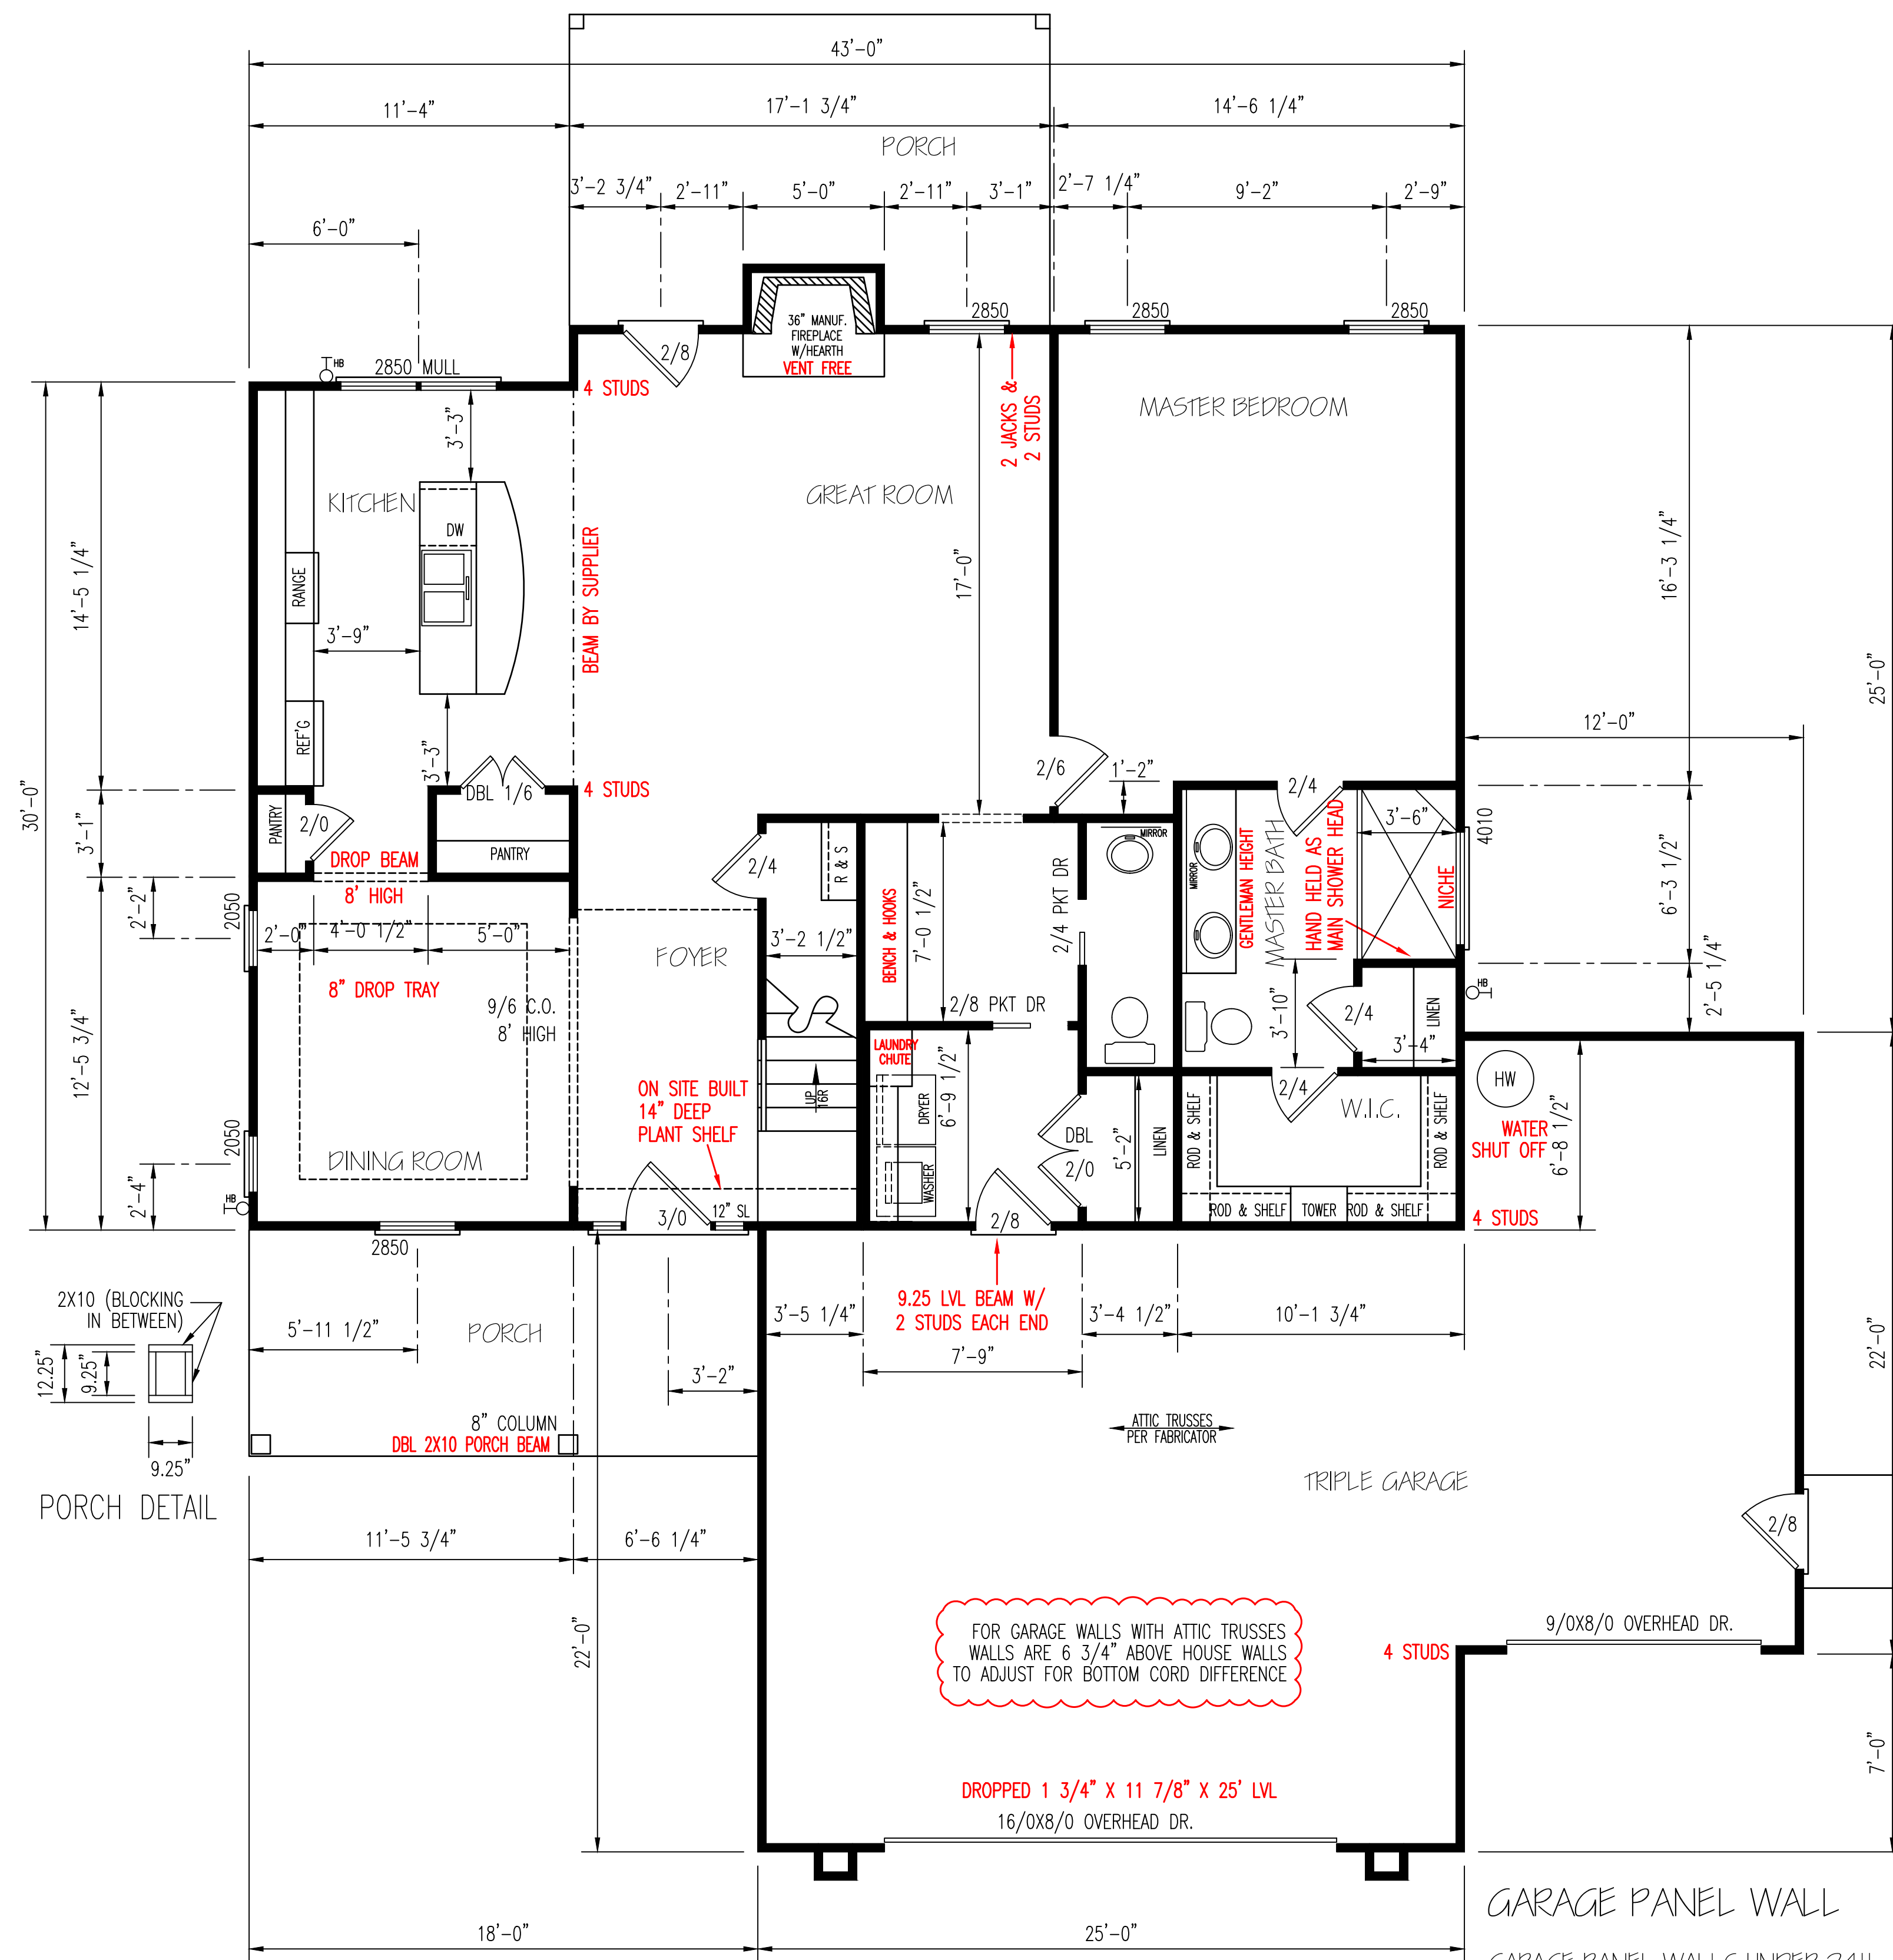 43'-0"
11'-4"
17'-1 3/4"
14'-6 1/4"
PORCH
3'-2 3/4"
2'-11"
5'-0"
2'-11"
3'-1"
2'-7 1/4"
9'-2"
2'-9"
6'-0"
2850
2850
2850
36" MANUF.
FIREPLACE
W/HEARTH
VENT FREE
2/8
HB
2850 MULL
4 STUDS
2 JACKS &
2 STUDS
MASTER BEDROOM
3'-3"
KITCHEN
GREAT ROOM
DW
BEAM BY SUPPLIER
RANGE
3'-9"
17'-0"
14'-5 1/4"
16'-3 1/4"
25'-0"
12'-0"
REF'G
3'-3"
DBL 1/6
4 STUDS
2/6
1'-2"
2/4
30'-0"
3'-1"
PANTRY
2/0
DROP BEAM
8' HIGH
PANTRY
2/4
R & S
MIRROR
MIRROR
GENTLEMAN HEIGHT
MASTER BATH
HAND HELD AS
MAIN SHOWER HEAD
3'-6"
NICHE
4010
6'-3 1/2"
2'-2"
2050
2'-0"
4'-0 1/2"
5'-0"
FOYER
3'-2 1/2"
BENCH & HOOKS
7'-0 1/2"
2/4 PKT DR
8" DROP TRAY
9/6 C.O.
8' HIGH
2/8 PKT DR
3'-10"
2/4
LINEN
3'-4"
HB
2'-5 1/4"
12'-5 3/4"
LAUNDRY
CHUTE
6'-9 1/2"
ON SITE BUILT
14" DEEP
PLANT SHELF
UP
16R
DRYER
WASHER
DBL
2/0
5'-2"
LINEN
ROD & SHELF
2/4
W.I.C.
ROD & SHELF
HW
WATER
SHUT OFF
6'-8 1/2"
2050
2'-4"
HB
DINING ROOM
3/0
12" SL
2/8
ROD & SHELF
TOWER
ROD & SHELF
4 STUDS
2850
2X10 (BLOCKING
IN BETWEEN)
12.25"
9.25"
9.25"
PORCH DETAIL
5'-11 1/2"
PORCH
3'-2"
3'-5 1/4"
9.25 LVL BEAM W/
2 STUDS EACH END
3'-4 1/2"
10'-1 3/4"
7'-9"
22'-0"
8" COLUMN
DBL 2X10 PORCH BEAM
ATTIC TRUSSES
PER FABRICATOR
TRIPLE GARAGE
2/8
11'-5 3/4"
6'-6 1/4"
22'-0"
FOR GARAGE WALLS WITH ATTIC TRUSSES
WALLS ARE 6 3/4" ABOVE HOUSE WALLS
TO ADJUST FOR BOTTOM CORD DIFFERENCE
9/0X8/0 OVERHEAD DR.
4 STUDS
7'-0"
DROPPED 1 3/4" X 11 7/8" X 25' LVL
16/0X8/0 OVERHEAD DR.
GARAGE PANEL WALL
18'-0"
25'-0"
GARAGE PANEL WALLS UNDER